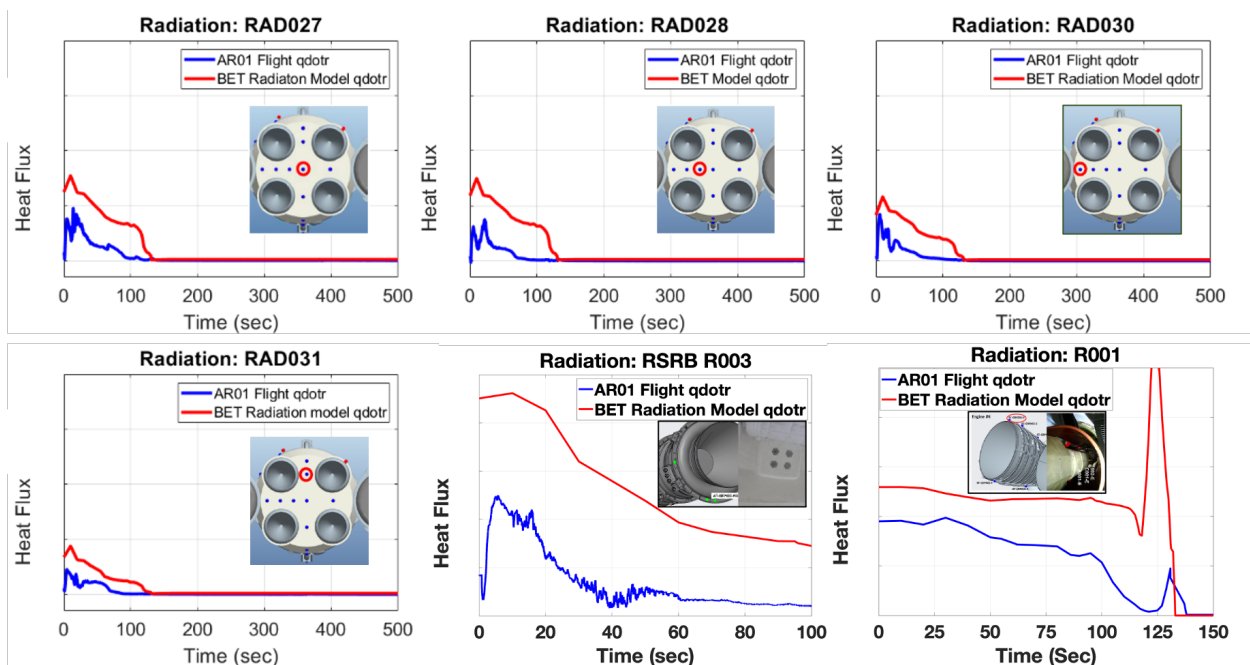 Radiation: RAD027
AR01 Flight qdotr
BET Radiaton Model qdotr
Heat Flux
0 100 200 300 400 500
Time (sec)
Radiation: RAD028
AR01 Flight qdotr
BET Model qdotr
Heat Flux
0 100 200 300 400 500
Time (sec)
Radiation: RAD030
AR01 Flight qdotr
BET Radiation Model qdotr
Heat Flux
0 100 200 300 400 500
Time (sec)
Radiation: RAD031
AR01 Flight qdotr
BET Radiation model qdotr
Heat Flux
0 100 200 300 400 500
Time (sec)
Radiation: RSRB R003
AR01 Flight qdotr
BET Radiation Model qdotr
Heat Flux
0 20 40 60 80 100
Time (Sec)
Radiation: R001
AR01 Flight qdotr
BET Radiation Model qdotr
Heat Flux
0 25 50 75 100 125 150
Time (Sec)